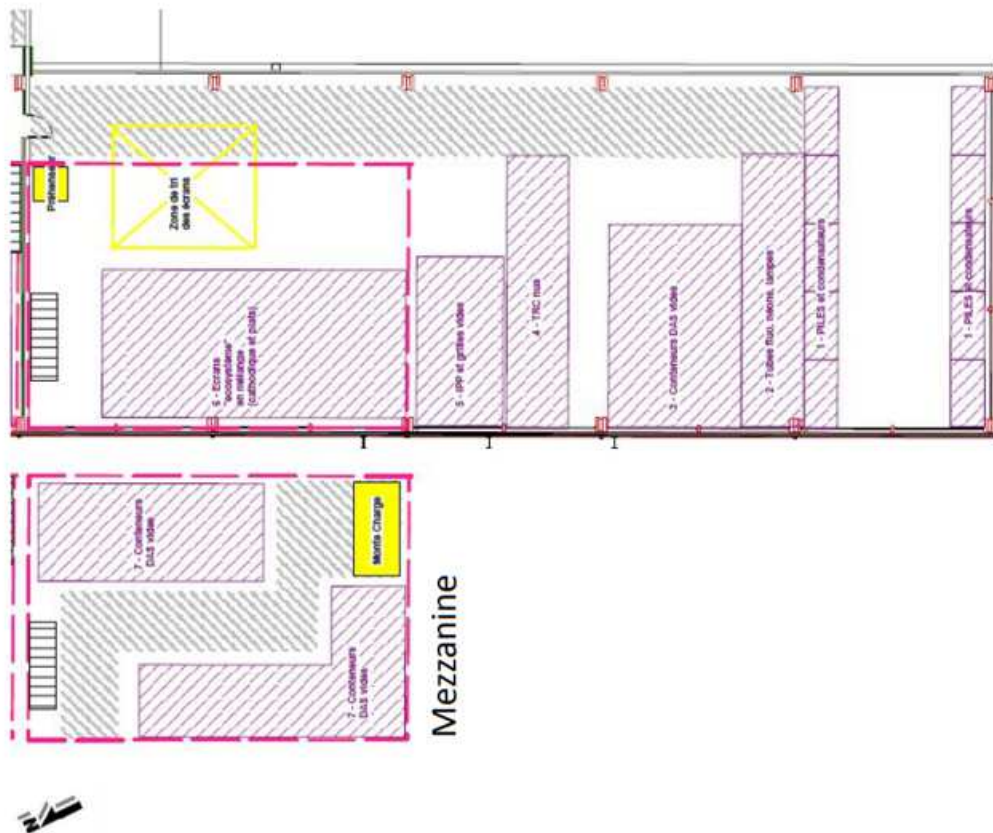 Préhenseur
Zone de tri
des écrans
6 - Ecrans
"écosystème"
en mélange
(cathodique et plats)
5 - IPP et grilles vides
4 - TRC nus
3 - Conteneurs DAS vides
2 - Tubes fluo, néons, lampes
1 - PILES et condensateurs
1 - PILES et condensateurs
7 - Conteneurs
DAS vides
Monte Charge
7 - Conteneurs
DAS vides
Mezzanine
N